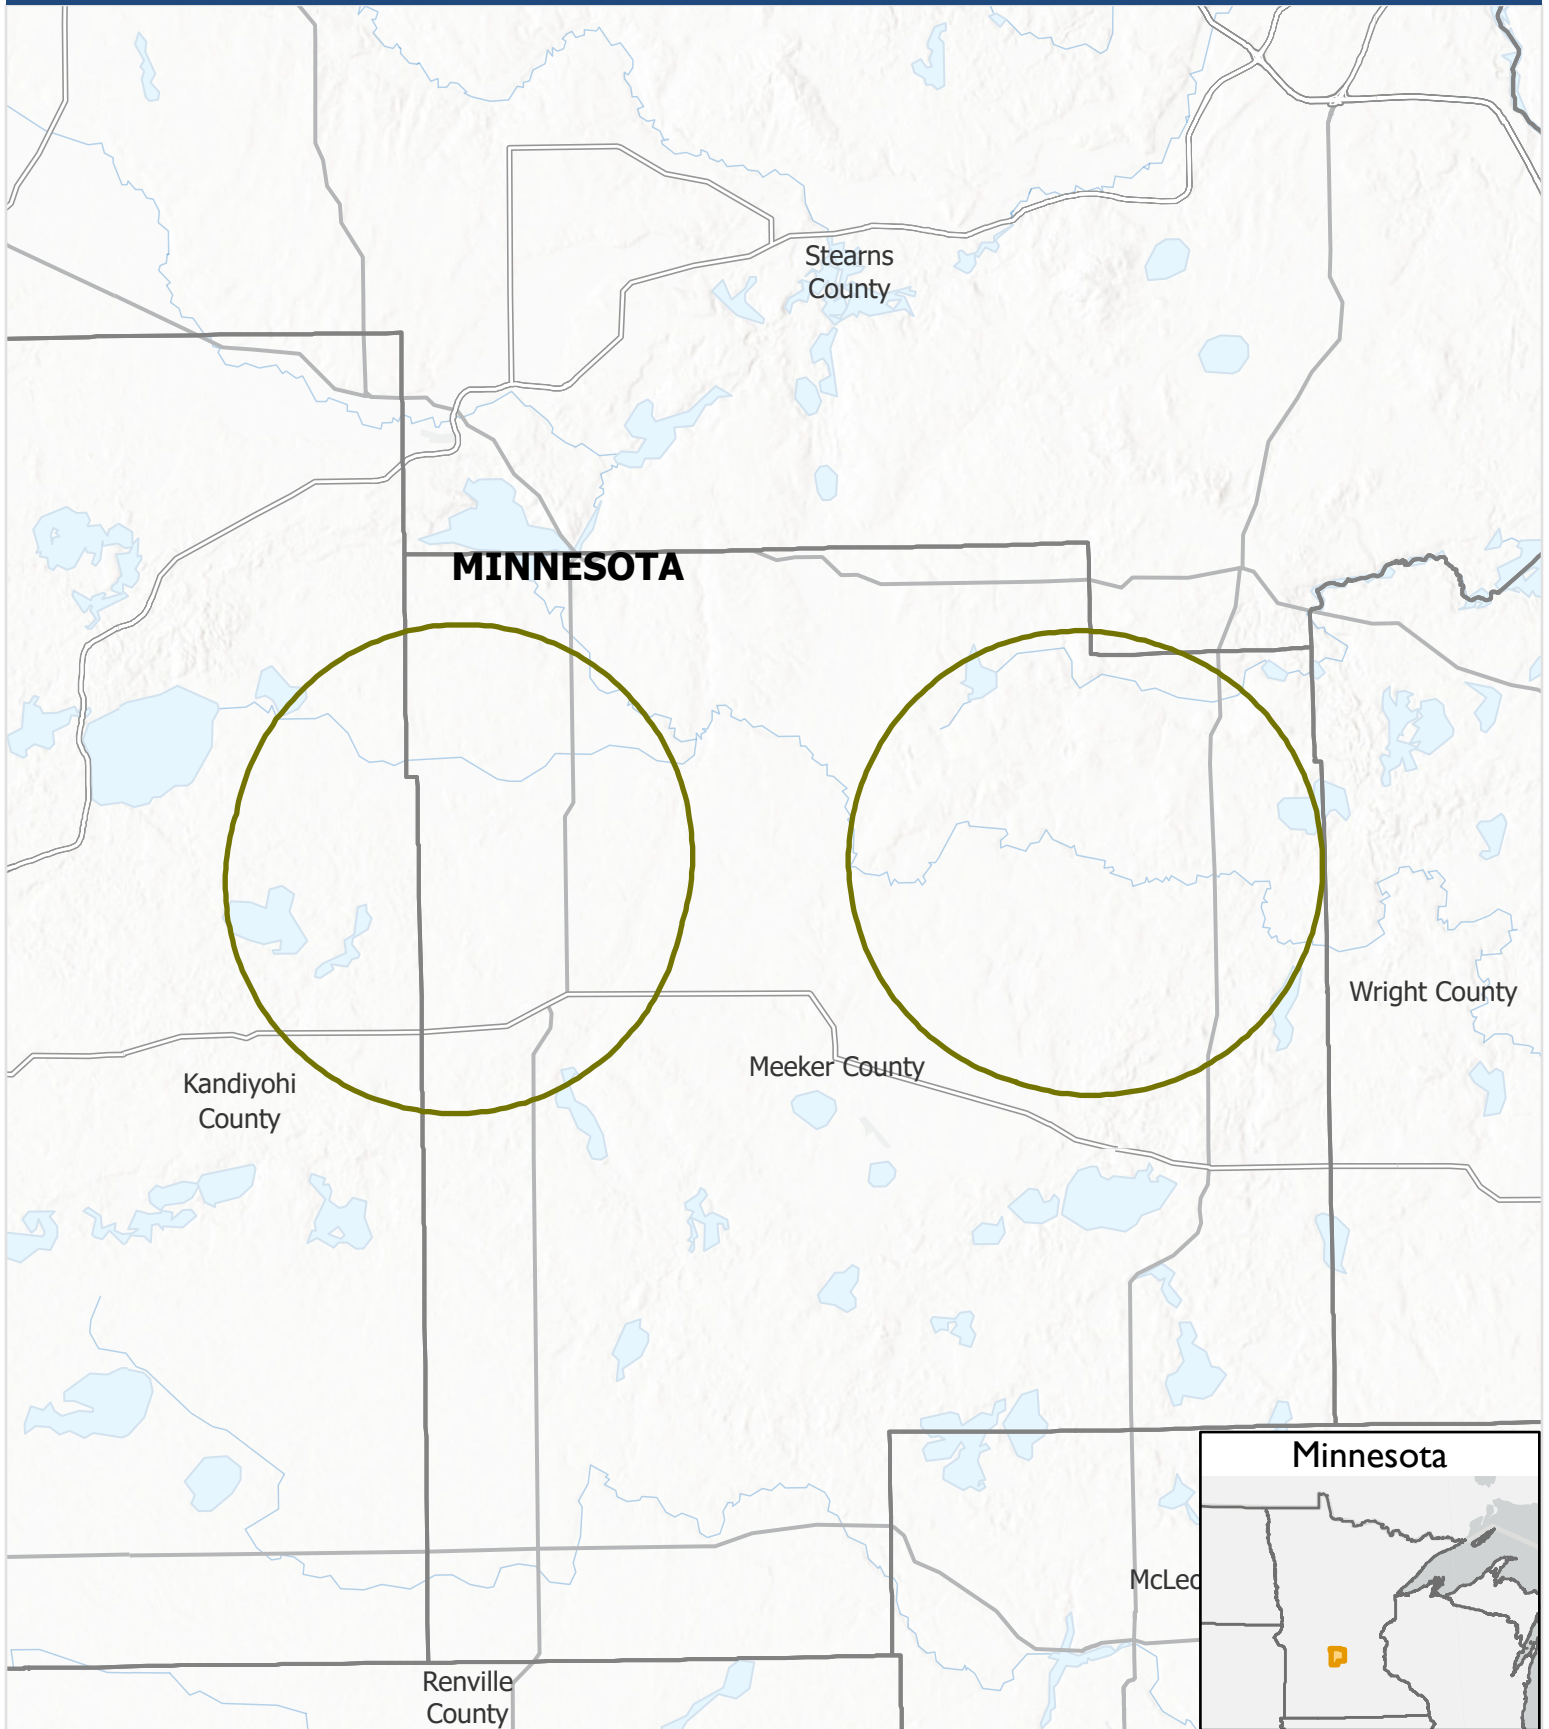 Stearns
County
MINNESOTA
Wright County
Meeker County
Kandiyohi
County
Minnesota
McLeo
Renville
County